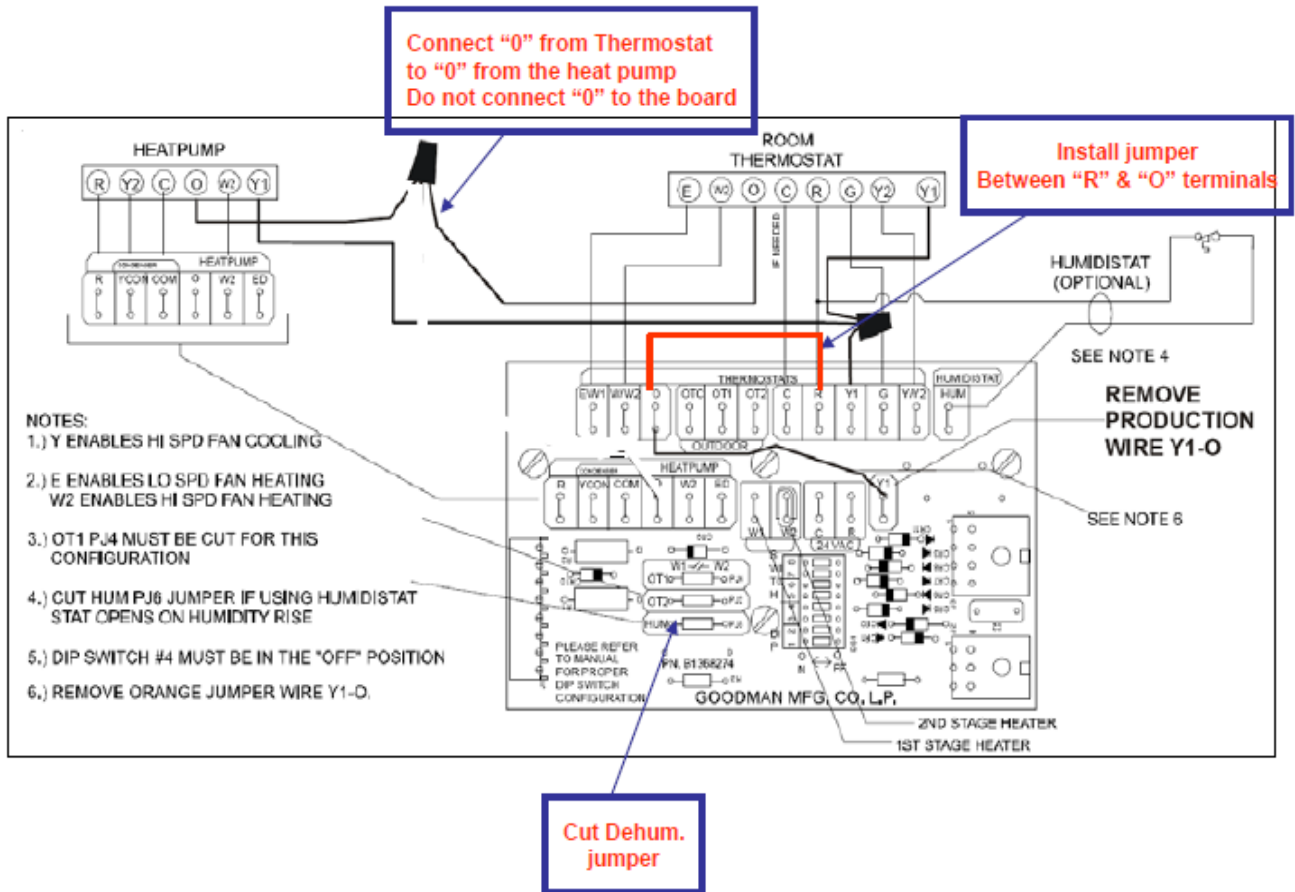 Connect “0” from Thermostat
to “0” from the heat pump
Do not connect “0” to the board
Install jumper
Between “R” & “O” terminals
HEATPUMP
R Y2 C O W2 Y1
ROOM
THERMOSTAT
E W2 O C R G Y2 Y1
IF NEEDED
HEATPUMP
R YCON COM O W2 ED
HUMIDISTAT
(OPTIONAL)
SEE NOTE 4
THERMOSTATS
HUMIDISTAT
E/W1 W/W2 O OTC OT1 OT2 C R Y1 G Y/Y2 HUM
OUTDOOR
REMOVE
PRODUCTION
WIRE Y1-O
NOTES:
1.) Y ENABLES HI SPD FAN COOLING
2.) E ENABLES LO SPD FAN HEATING
W2 ENABLES HI SPD FAN HEATING
3.) OT1 PJ4 MUST BE CUT FOR THIS
CONFIGURATION
4.) CUT HUM PJ6 JUMPER IF USING HUMIDISTAT
STAT OPENS ON HUMIDITY RISE
5.) DIP SWITCH #4 MUST BE IN THE "OFF" POSITION
6.) REMOVE ORANGE JUMPER WIRE Y1-O.
HEATPUMP
R YCON COM W2 ED
Y1
W1 W2 C R
24 VAC
SEE NOTE 6
W1 W2
OT1
OT2
HUM
PLEASE REFER
TO MANUAL
FOR PROPER
DIP SWITCH
CONFIGURATION
P.N. B1368274
GOODMAN MFG. CO. L.P.
2ND STAGE HEATER
1ST STAGE HEATER
Cut Dehum.
jumper